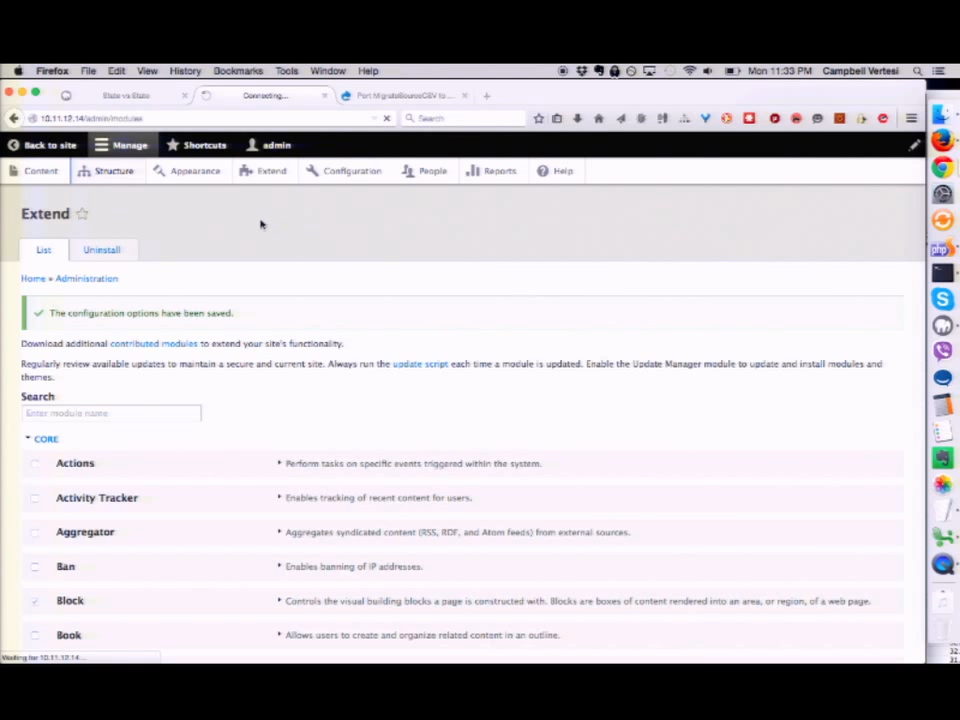 Firefox File Edit View History Bookmarks Tools Window Help Mon 11:33 PM Campbell Vertesi
State vs State Connecting... Port MigrateSourceCSV to ...
10.11.12.14/admin/modules Search
Back to site Manage Shortcuts admin
Content Structure Appearance Extend Configuration People Reports Help
Extend
List Uninstall
Home » Administration
The configuration options have been saved.
Download additional contributed modules to extend your site's functionality.
Regularly review available updates to maintain a secure and current site. Always run the update script each time a module is updated. Enable the Update Manager module to update and install modules and
themes.
Search
Enter module name
CORE
Actions Perform tasks on specific events triggered within the system.
Activity Tracker Enables tracking of recent content for users.
Aggregator Aggregates syndicated content (RSS, RDF, and Atom feeds) from external sources.
Ban Enables banning of IP addresses.
Block Controls the visual building blocks a page is constructed with. Blocks are boxes of content rendered into an area, or region, of a web page.
Book Allows users to create and organize related content in an outline.
Waiting for 10.11.12.14...